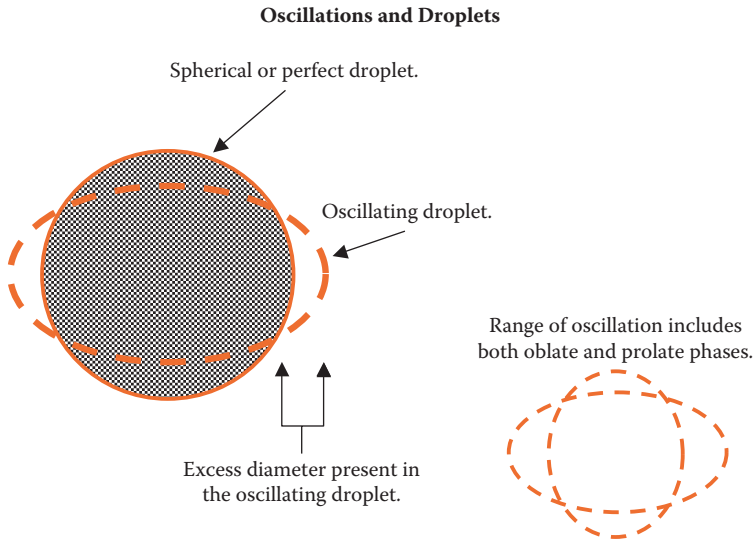 Oscillations and Droplets
Spherical or perfect droplet.
Oscillating droplet.
Range of oscillation includes
both oblate and prolate phases.
Excess diameter present in
the oscillating droplet.